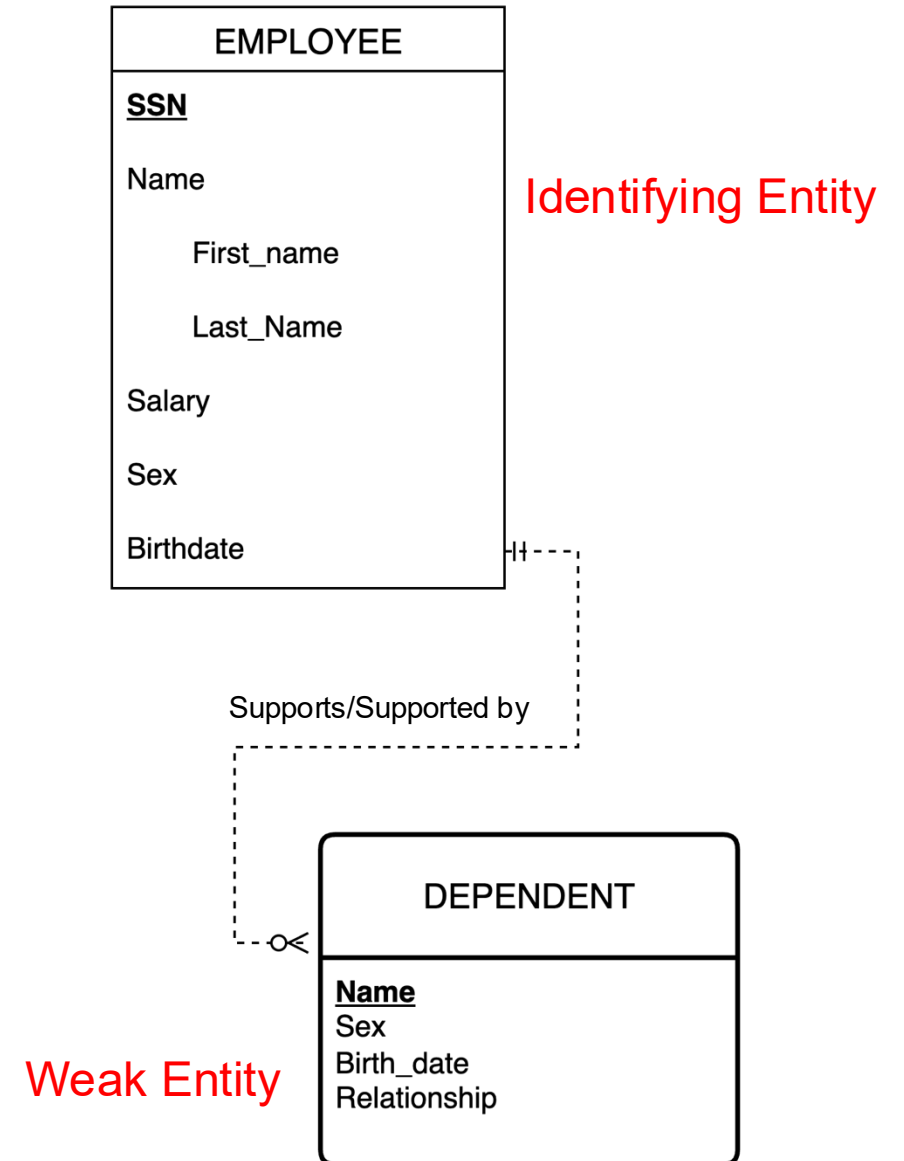 EMPLOYEE
SSN
Name
Identifying Entity
First_name
Last_Name
Salary
Sex
Birthdate
Supports/Supported by
DEPENDENT
Name
Sex
Birth_date
Relationship
Weak Entity